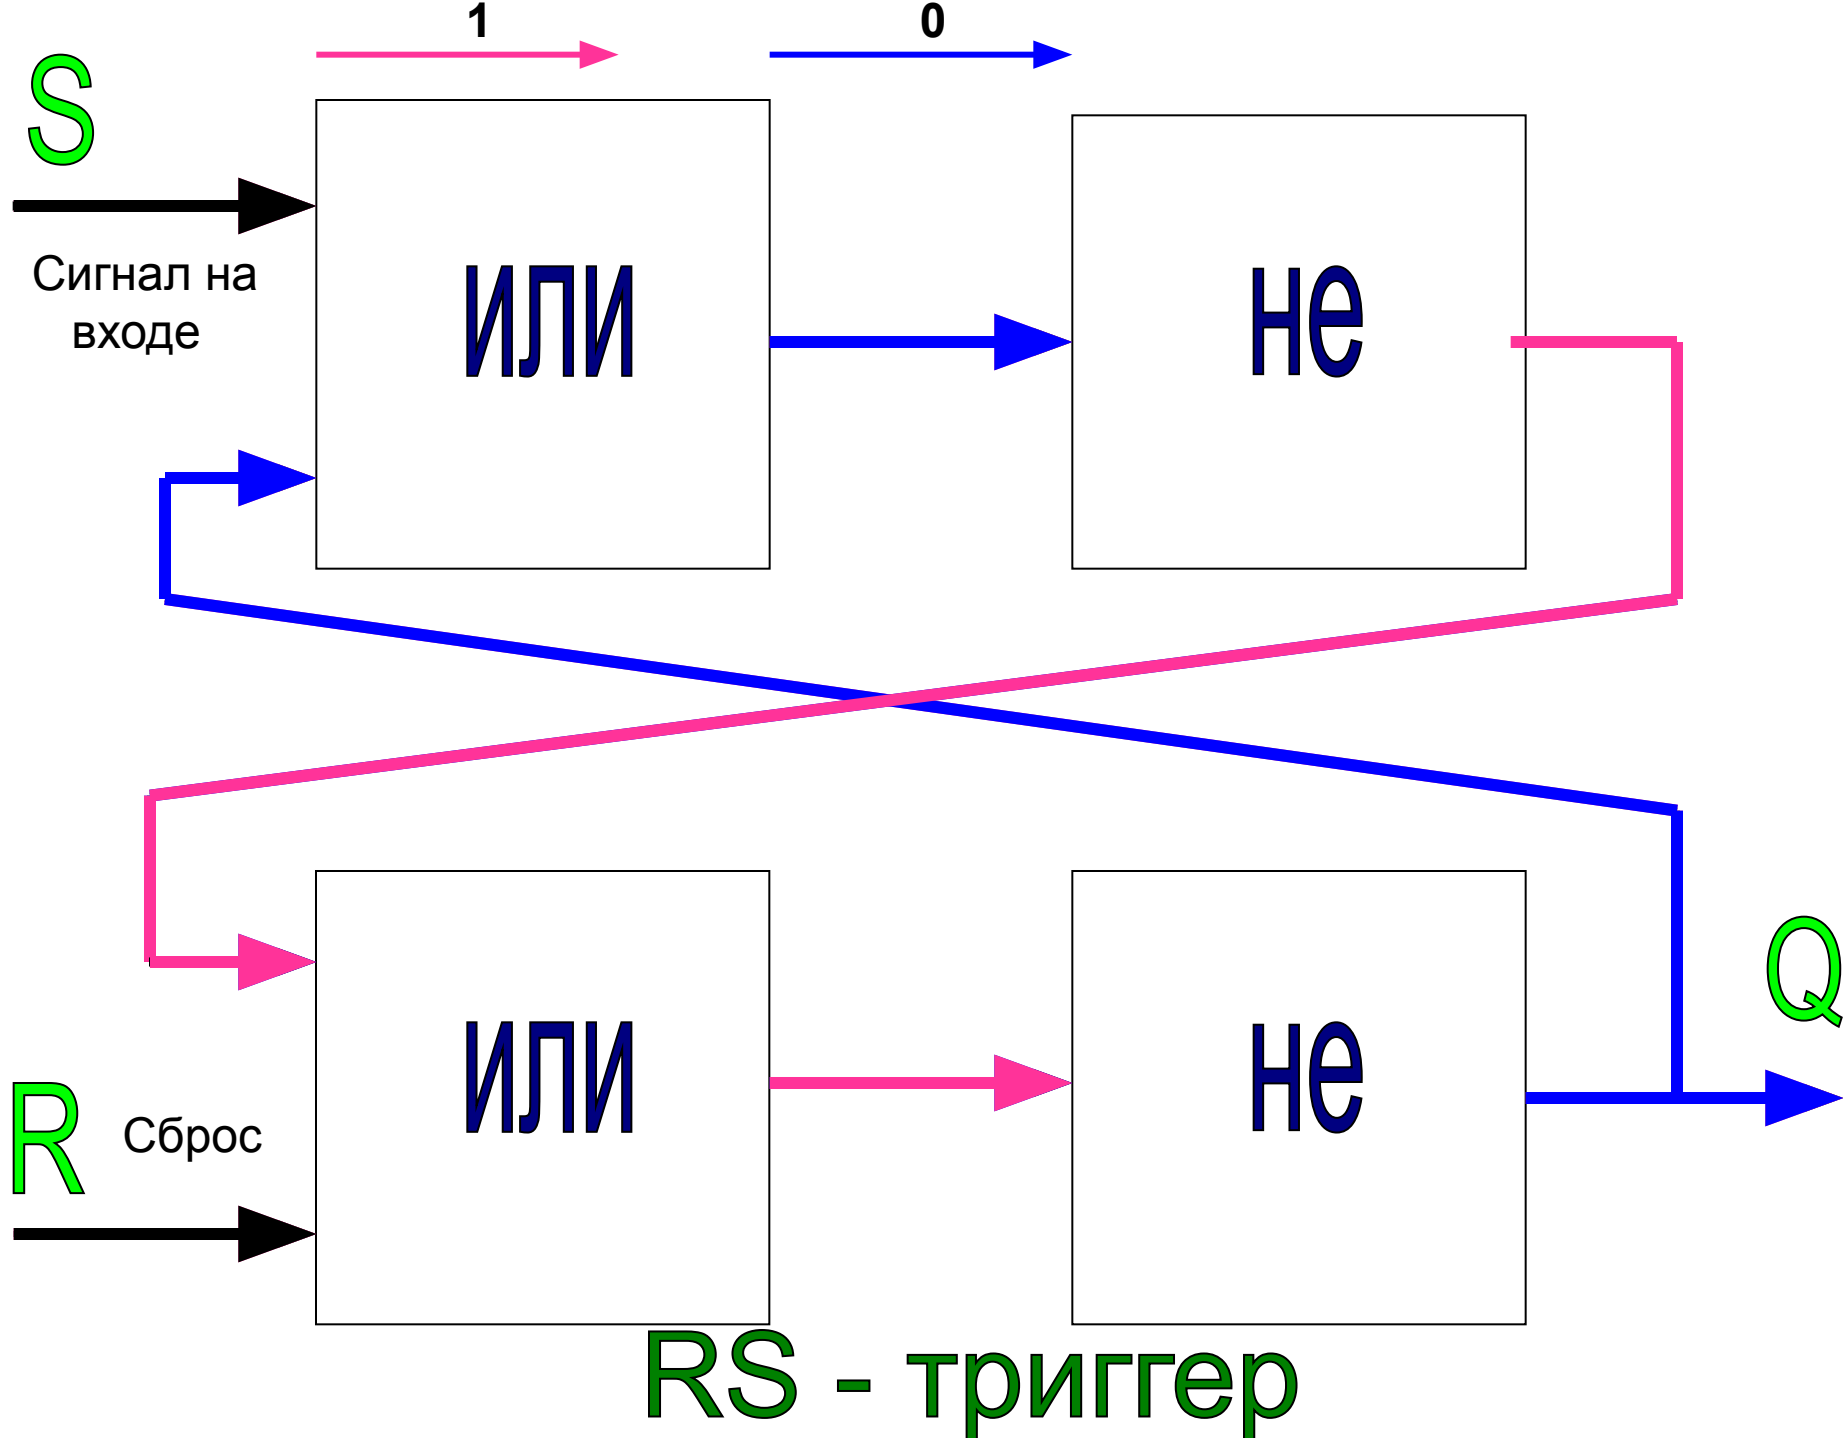 1
0
S
Сигнал на
входе
или
не
или
не
Q
R
Сброс
RS - триггер